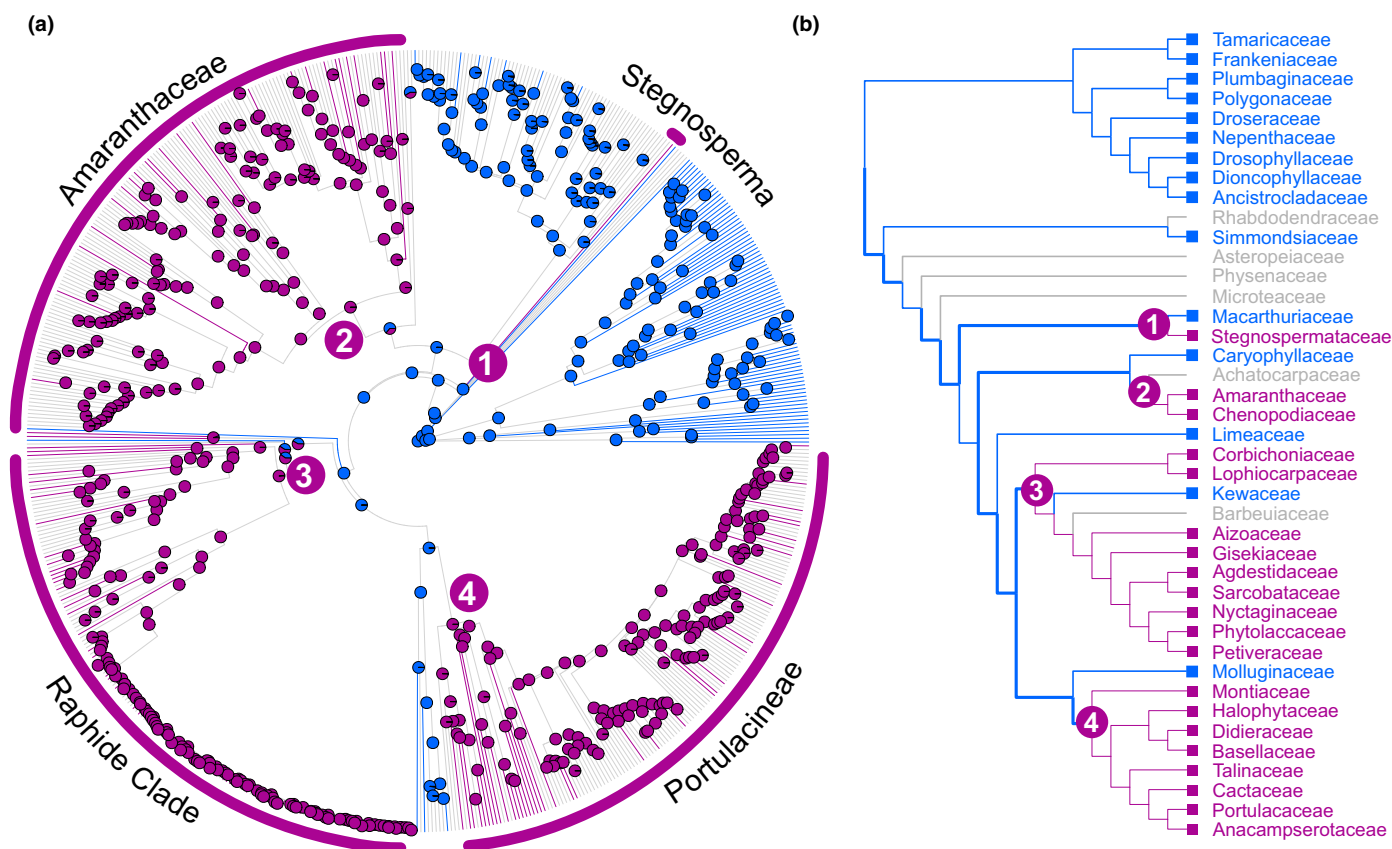 (a)
Amaranthaceae
Stegnosperma
Raphide Clade
Portulacineae
1
2
3
4
(b)
Tamaricaceae
Frankeniaceae
Plumbaginaceae
Polygonaceae
Droseraceae
Nepenthaceae
Drosophyllaceae
Dioncophyllaceae
Ancistrocladaceae
Rhabdodendraceae
Simmondsiaceae
Asteropeiaceae
Physenaceae
Microteaceae
Macarthuriaceae
1
Stegnospermataceae
Caryophyllaceae
Achatocarpaceae
2
Amaranthaceae
Chenopodiaceae
Limeaceae
Corbichoniaceae
Lophiocarpaceae
3
Kewaceae
Barbeuiaceae
Aizoaceae
Gisekiaceae
Agdestidaceae
Sarcobataceae
Nyctaginaceae
Phytolaccaceae
Petiveraceae
Molluginaceae
Montiaceae
Halophytaceae
4
Didieraceae
Basellaceae
Talinaceae
Cactaceae
Portulacaceae
Anacampserotaceae